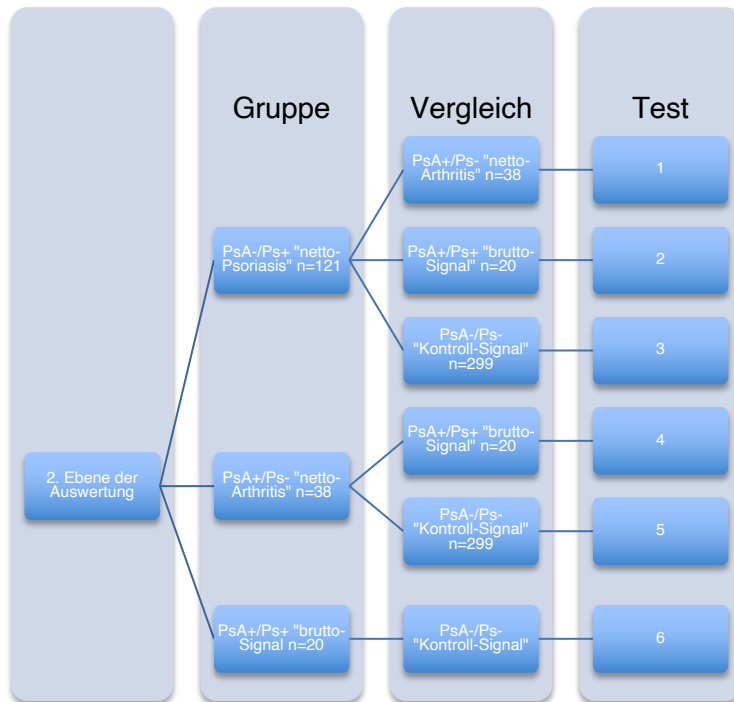 Gruppe
Vergleich
Test
2. Ebene der
Auswertung
PsA-/Ps+ "netto-
Psoriasis" n=121
PsA+/Ps- "netto-
Arthritis" n=38
1
PsA+/Ps+ "brutto-
Signal" n=20
2
PsA-/Ps-
"Kontroll-Signal"
n=299
3
PsA+/Ps- "netto-
Arthritis" n=38
PsA+/Ps+ "brutto-
Signal" n=20
4
PsA-/Ps-
"Kontroll-Signal"
n=299
5
PsA+/Ps+ "brutto-
Signal n=20
PsA-/Ps-
"Kontroll-Signal"
6